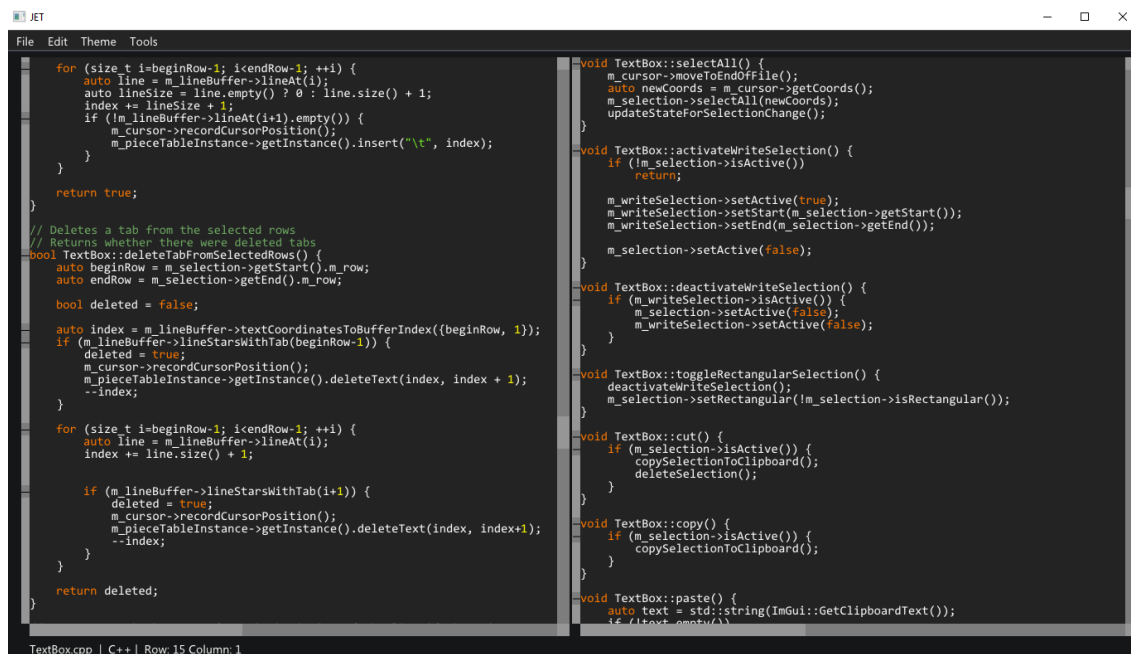 JET
File Edit Theme Tools
for (size_t i=beginRow-1; i<endRow-1; ++i) {
auto line = m_lineBuffer->lineAt(i);
auto lineSize = line.empty() ? 0 : line.size() + 1;
index += lineSize + 1;
if (!m_lineBuffer->lineAt(i+1).empty()) {
m_cursor->recordCursorPosition();
m_pieceTableInstance->getInstance().insert("\t", index);
}
}
return true;
}
// Deletes a tab from the selected rows
// Returns whether there were deleted tabs
bool TextBox::deleteTabFromSelectedRows() {
auto beginRow = m_selection->getStart().m_row;
auto endRow = m_selection->getEnd().m_row;
bool deleted = false;
auto index = m_lineBuffer->textCoordinatesToBufferIndex({beginRow, 1});
if (m_lineBuffer->lineStarsWithTab(beginRow-1)) {
deleted = true;
m_cursor->recordCursorPosition();
m_pieceTableInstance->getInstance().deleteText(index, index + 1);
--index;
}
for (size_t i=beginRow-1; i<endRow-1; ++i) {
auto line = m_lineBuffer->lineAt(i);
index += line.size() + 1;
if (m_lineBuffer->lineStarsWithTab(i+1)) {
deleted = true;
m_cursor->recordCursorPosition();
m_pieceTableInstance->getInstance().deleteText(index, index+1);
--index;
}
}
return deleted;
}
void TextBox::selectAll() {
m_cursor->moveToEndOfFile();
auto newCoords = m_cursor->getCoords();
m_selection->selectAll(newCoords);
updateStateForSelectionChange();
}
void TextBox::activateWriteSelection() {
if (!m_selection->isActive())
return;
m_writeSelection->setActive(true);
m_writeSelection->setStart(m_selection->getStart());
m_writeSelection->setEnd(m_selection->getEnd());
m_selection->setActive(false);
}
void TextBox::deactivateWriteSelection() {
if (m_writeSelection->isActive()) {
m_selection->setActive(false);
m_writeSelection->setActive(false);
}
}
void TextBox::toggleRectangularSelection() {
deactivateWriteSelection();
m_selection->setRectangular(!m_selection->isRectangular());
}
void TextBox::cut() {
if (m_selection->isActive()) {
copySelectionToClipboard();
deleteSelection();
}
}
void TextBox::copy() {
if (m_selection->isActive()) {
copySelectionToClipboard();
}
}
void TextBox::paste() {
auto text = std::string(ImGui::GetClipboardText());
if (!text.empty())
TextBox.cpp | C++ | Row: 15 Column: 1